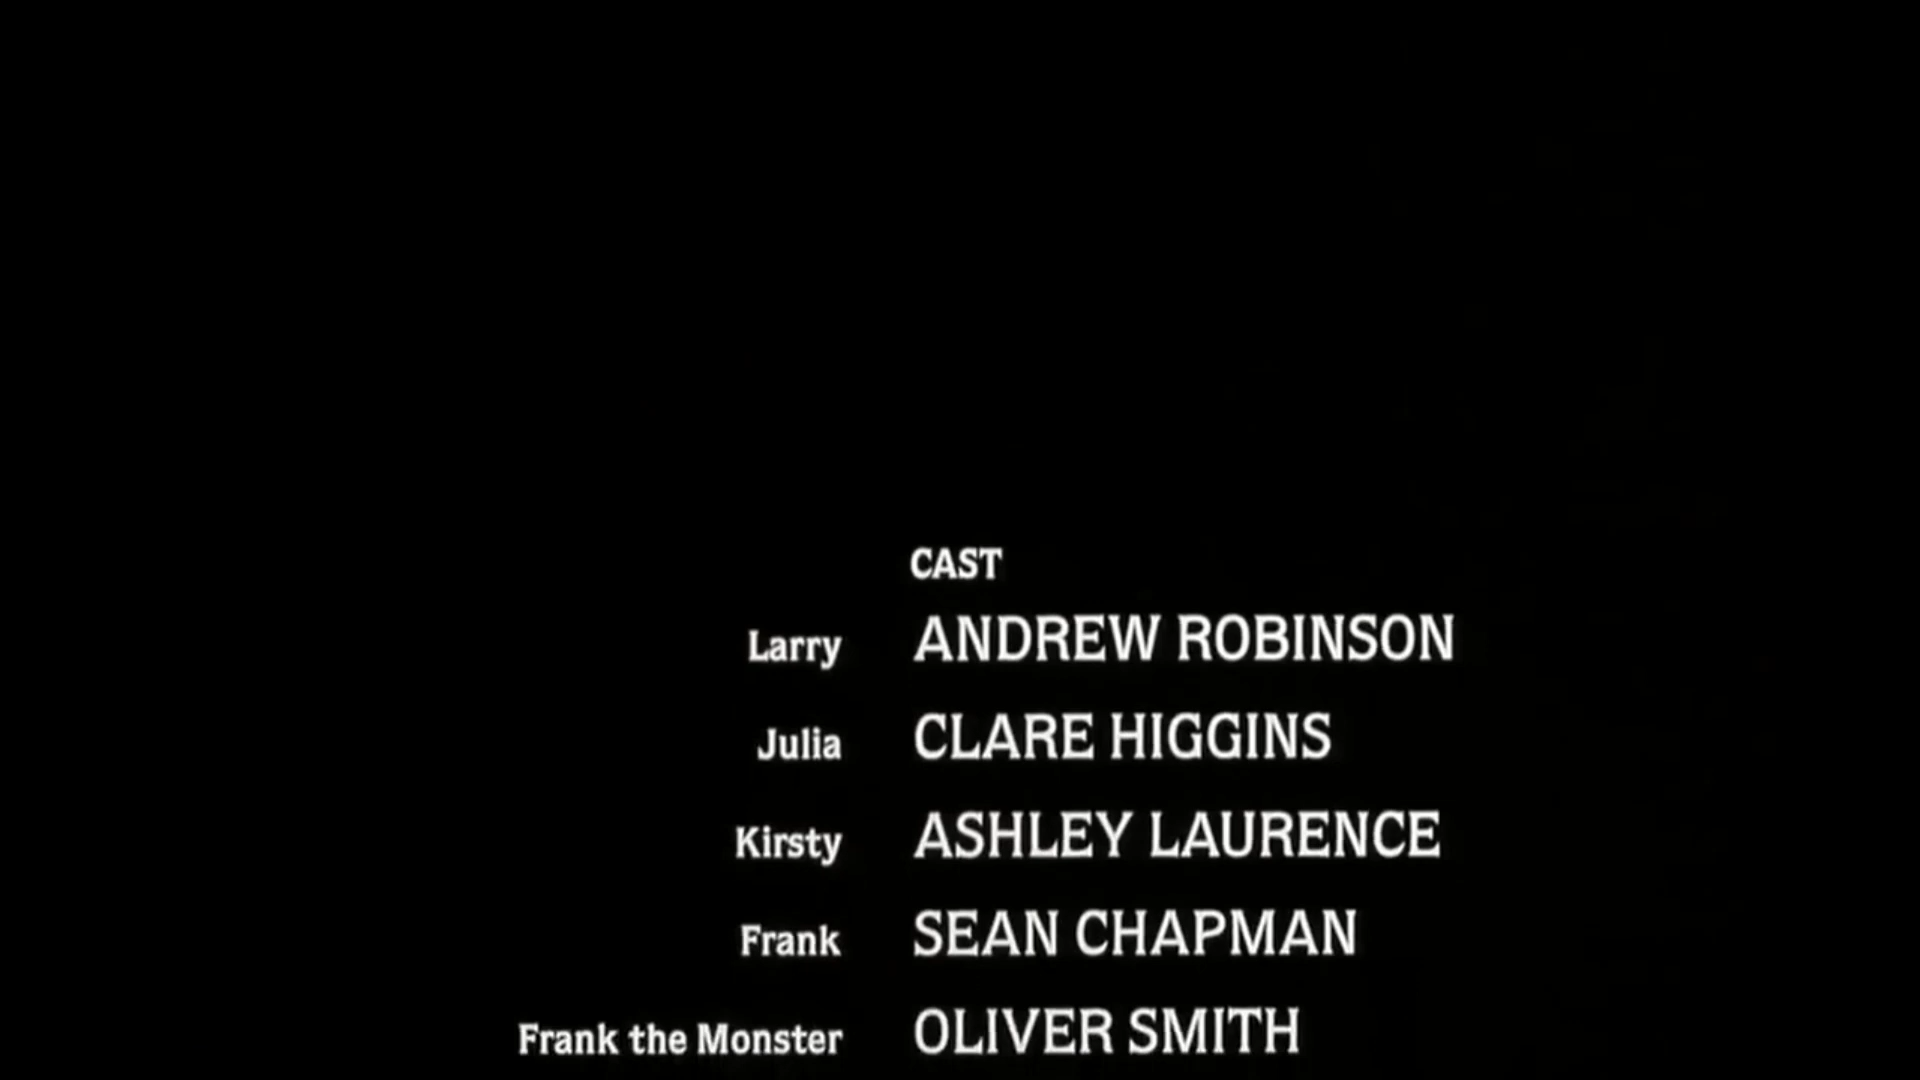 CAST
Larry ANDREW ROBINSON
Julia CLARE HIGGINS
Kirsty ASHLEY LAURENCE
Frank SEAN CHAPMAN
Frank the Monster OLIVER SMITH